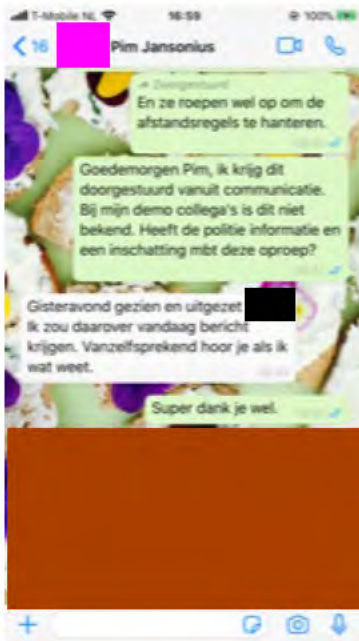 T-Mobile NL 16:59 100%
16 Pim Jansonius
Doorgestuurd
En ze roepen wel op om de
afstandsregels te hanteren.
Goedemorgen Pim, ik krijg dit
doorgestuurd vanuit communicatie.
Bij mijn demo collega's is dit niet
bekend. Heeft de politie informatie en
een inschatting mbt deze oproep?
Gisteravond gezien en uitgezet
Ik zou daarover vandaag bericht
krijgen. Vanzelfsprekend hoor je als ik
wat weet.
Super dank je wel.